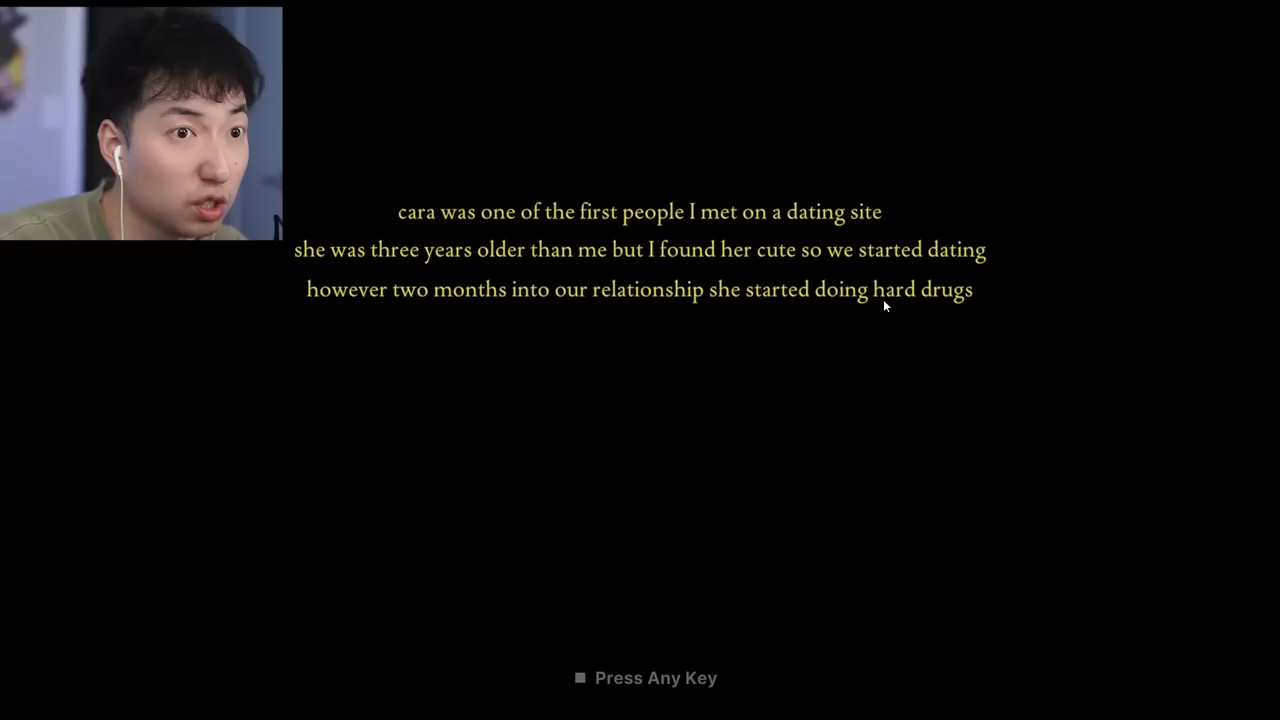 cara was one of the first people I met on a dating site
she was three years older than me but I found her cute so we started dating
however two months into our relationship she started doing hard drugs
Press Any Key